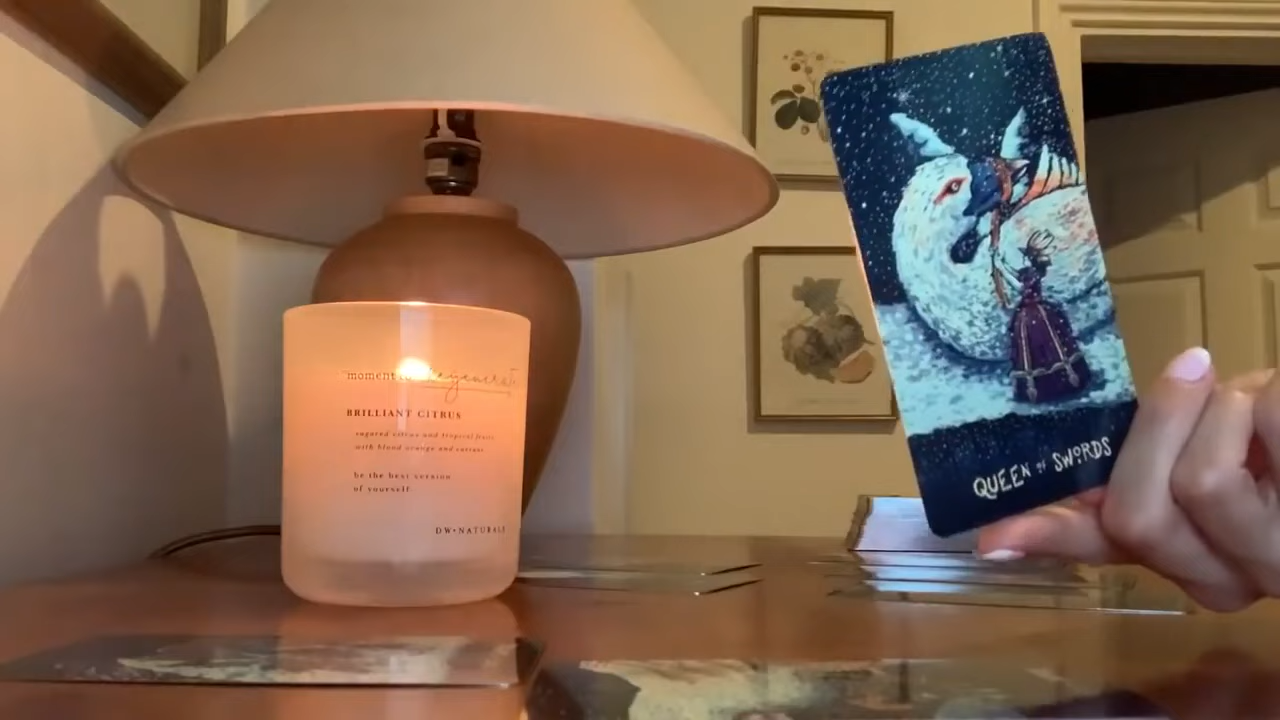 "moment to
BRILLIANT CITRUS
sugared citrus and tropical fruits
with blood orange and currant
be the best version
of yourself.
DW•NATURALS
QUEEN OF SWORDS